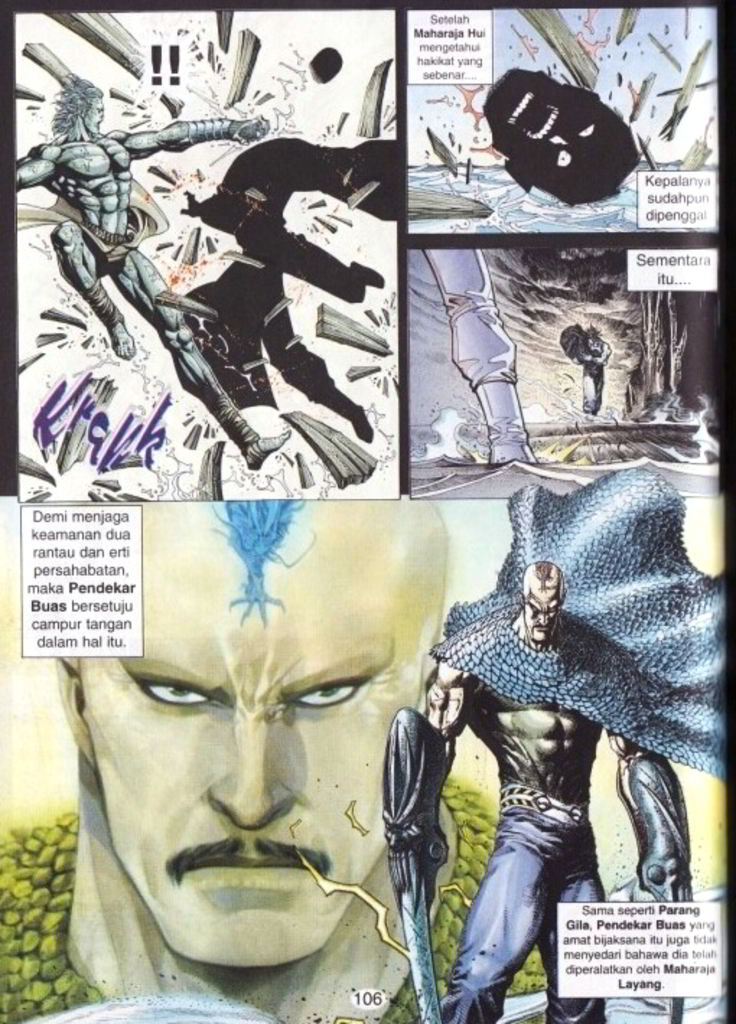 !!
Krauk
Setelah
Maharaja Hui
mengetahui
hakikat yang
sebenar....
Kepalanya
sudahpun
dipenggal
Sementara
itu....
Demi menjaga
keamanan dua
rantau dan erti
persahabatan,
maka Pendekar
Buas bersetuju
campur tangan
dalam hal itu.
Sama seperti Parang
Gila, Pendekar Buas yang
amat bijaksana itu juga tidak
menyedari bahawa dia telah
diperalatkan oleh Maharaja
Layang.
106